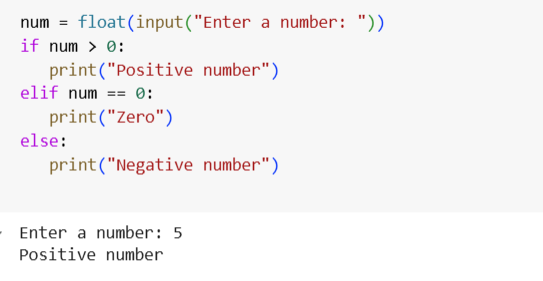 num = float(input("Enter a number: "))
if num > 0:
   print("Positive number")
elif num == 0:
   print("Zero")
else:
   print("Negative number")
Enter a number: 5
Positive number